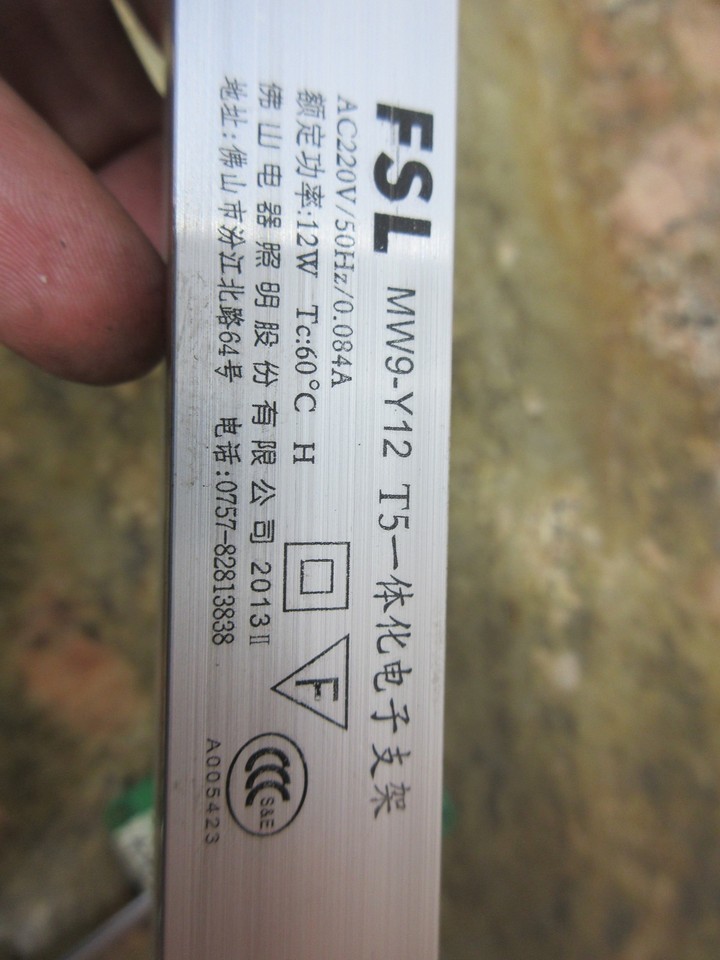 FSL MW9-Y12 T5一体化电子支架
AC220V/50Hz/0.084A
额定功率:12W Tc:60°C H
佛山电器照明股份有限公司 2013Ⅱ
地址:佛山市汾江北路64号 电话:0757-82813838
F
CCC S&E
A005423